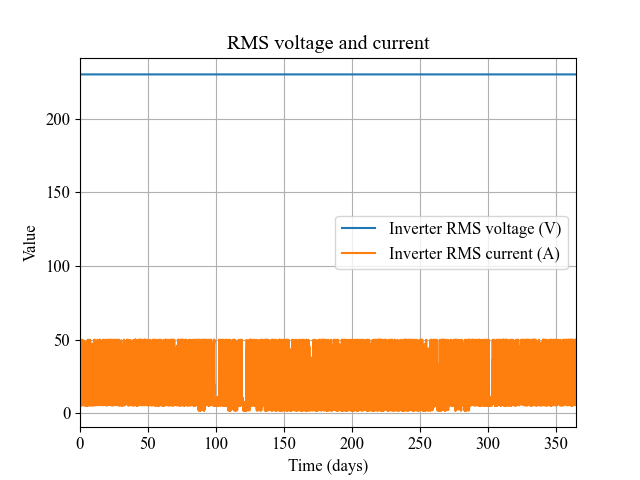 RMS voltage and current
Value
200
150
100
50
0
Inverter RMS voltage (V)
Inverter RMS current (A)
0 50 100 150 200 250 300 350
Time (days)